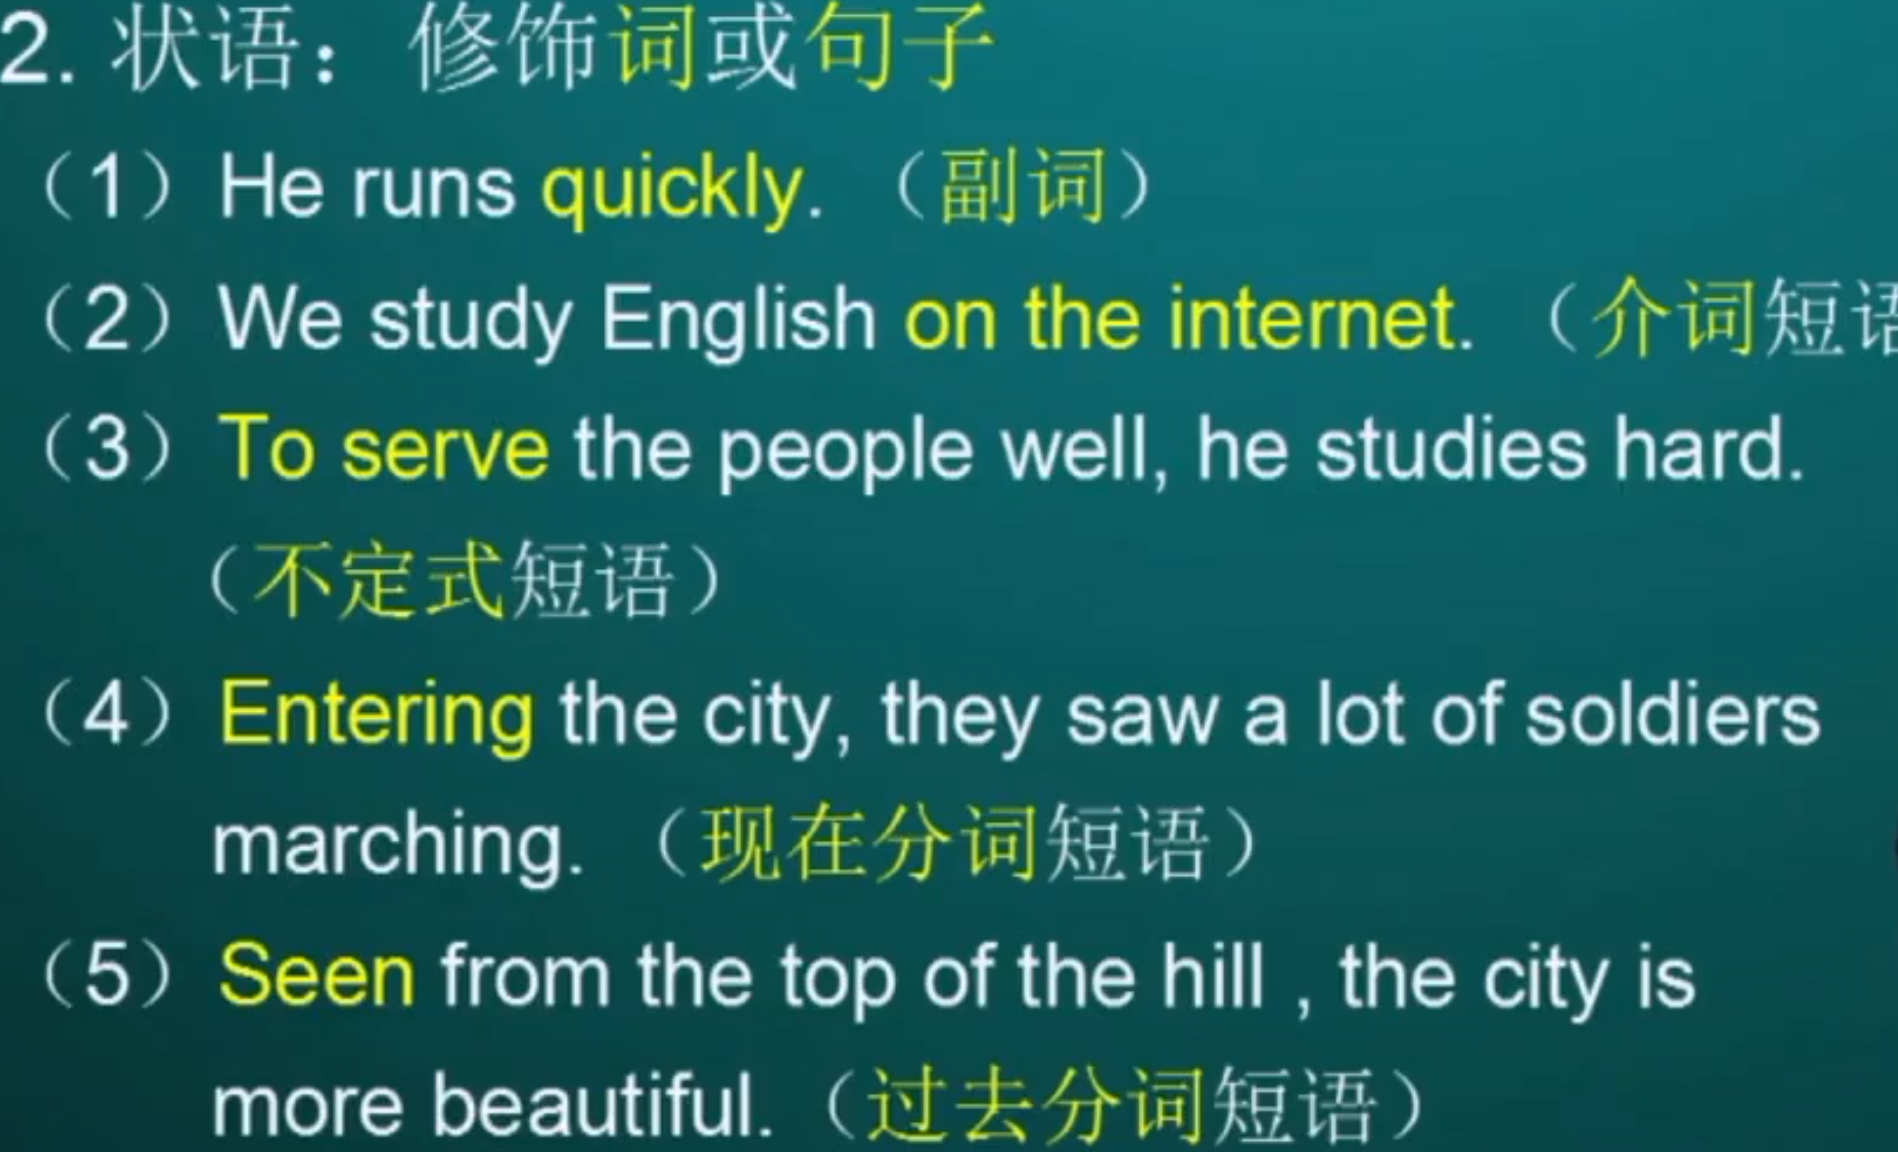 2. 状语： 修饰词或句子
（1）He runs quickly. （副词）
（2）We study English on the internet. （介词短语
（3）To serve the people well, he studies hard.
（不定式短语）
（4）Entering the city, they saw a lot of soldiers
marching. （现在分词短语）
（5）Seen from the top of the hill , the city is
more beautiful.（过去分词短语）